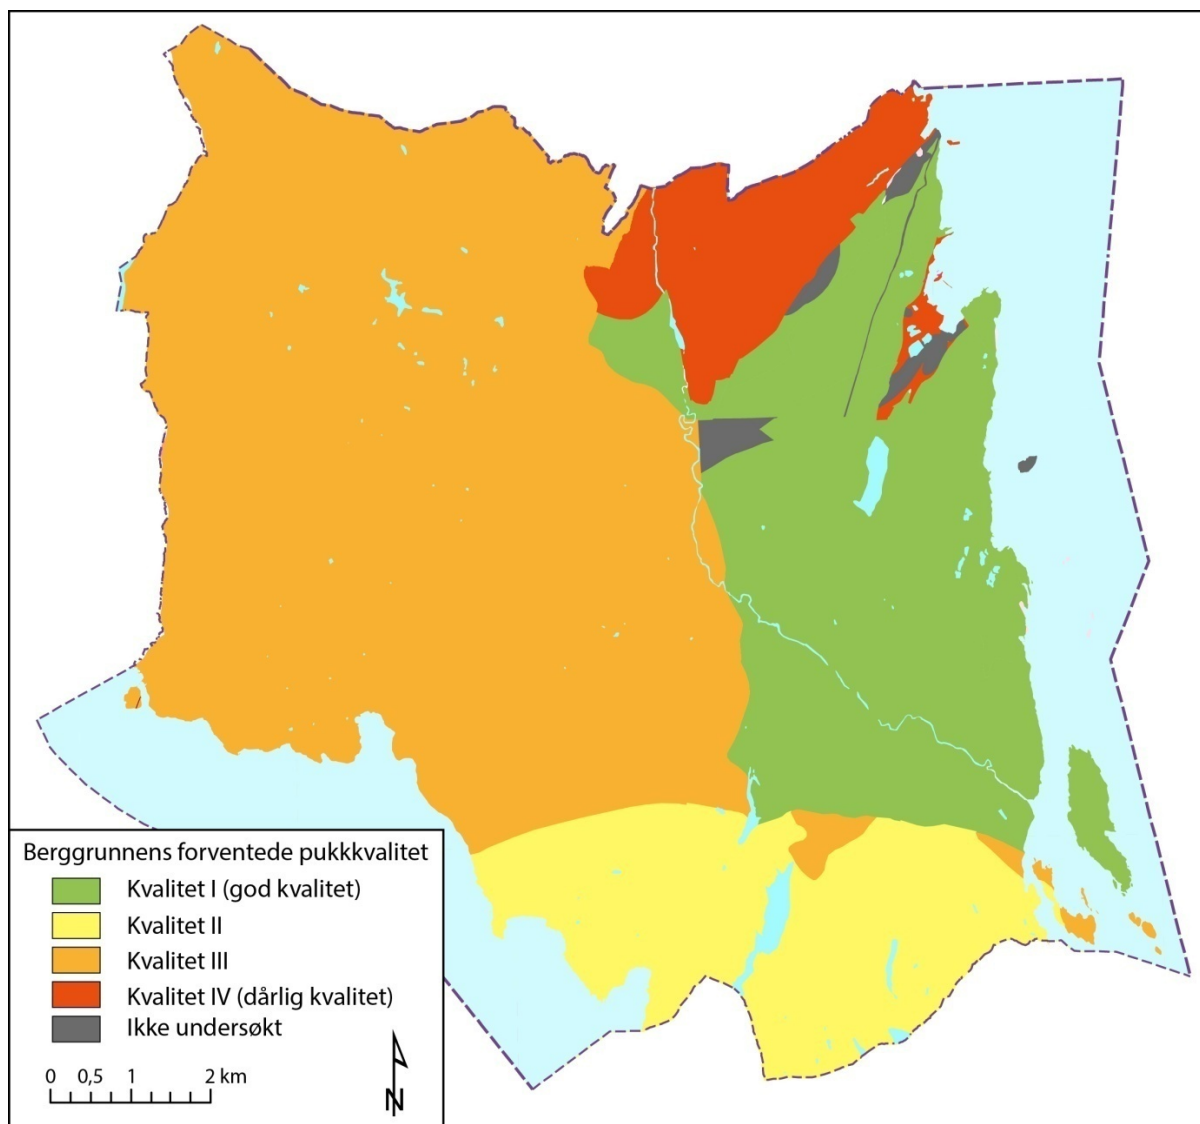 Berggrunnens forventede pukkkvalitet
Kvalitet I (god kvalitet)
Kvalitet II
Kvalitet III
Kvalitet IV (dårlig kvalitet)
Ikke undersøkt
0 0,5 1 2 km
N